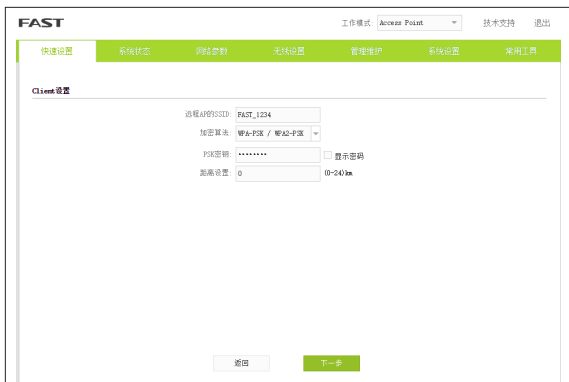 FAST 工作模式: Access Point 技术支持 退出
快速设置 系统状态 网络参数 无线设置 管理维护 系统设置 常用工具
Client设置
远程AP的SSID: FAST_1234
加密算法: WPA-PSK / WPA2-PSK
PSK密钥: •••••••• 显示密码
距离设置: 0 (0-24)km
返回 下一步